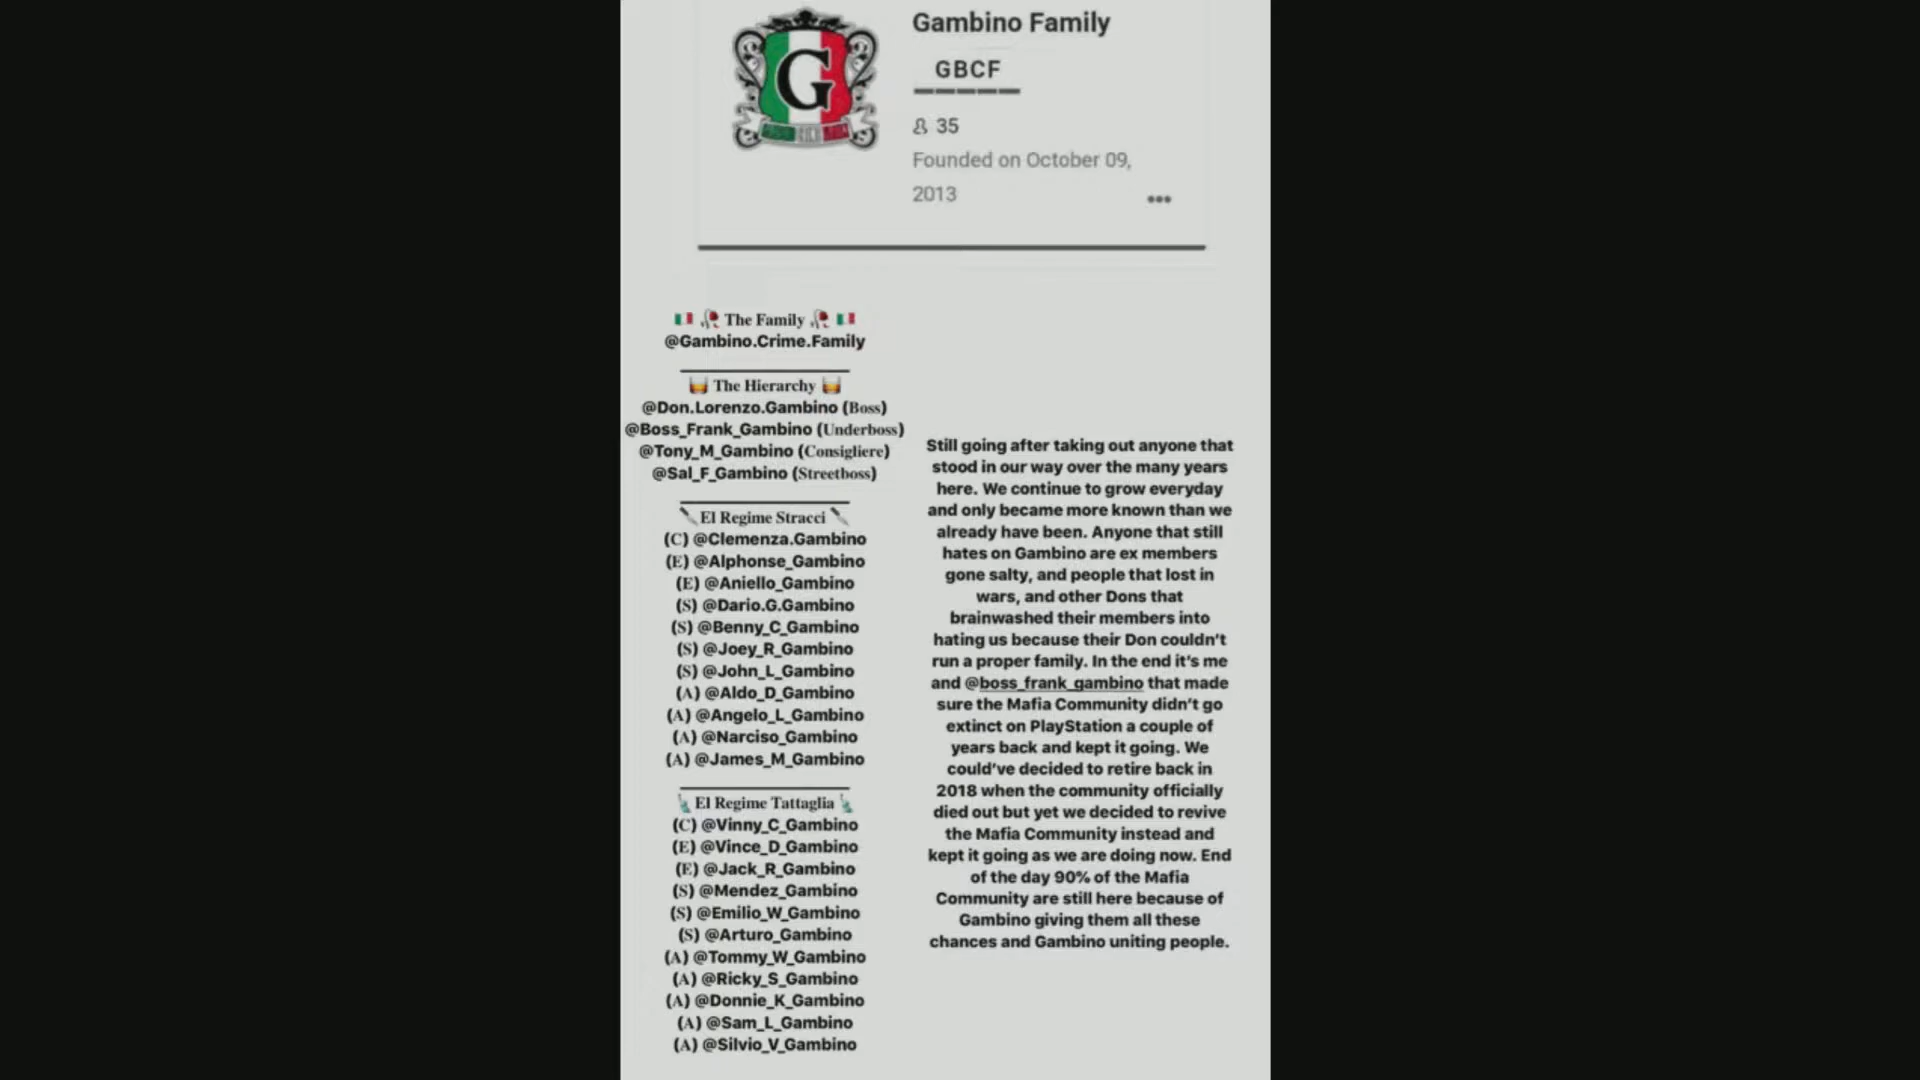 Gambino Family
GBCF
35
Founded on October 09,
2013
G
🇮🇹 🥀 The Family 🥀 🇮🇹
@Gambino.Crime.Family
🥃 The Hierarchy 🥃
@Don.Lorenzo.Gambino (Boss)
@Boss_Frank_Gambino (Underboss)
@Tony_M_Gambino (Consigliere)
@Sal_F_Gambino (Streetboss)
🔪El Regime Stracci🔪
(C) @Clemenza.Gambino
(E) @Alphonse_Gambino
(E) @Aniello_Gambino
(S) @Dario.G.Gambino
(S) @Benny_C_Gambino
(S) @Joey_R_Gambino
(S) @John_L_Gambino
(A) @Aldo_D_Gambino
(A) @Angelo_L_Gambino
(A) @Narciso_Gambino
(A) @James_M_Gambino
🗽El Regime Tattaglia🗽
(C) @Vinny_C_Gambino
(E) @Vince_D_Gambino
(E) @Jack_R_Gambino
(S) @Mendez_Gambino
(S) @Emilio_W_Gambino
(S) @Arturo_Gambino
(A) @Tommy_W_Gambino
(A) @Ricky_S_Gambino
(A) @Donnie_K_Gambino
(A) @Sam_L_Gambino
(A) @Silvio_V_Gambino
Still going after taking out anyone that
stood in our way over the many years
here. We continue to grow everyday
and only became more known than we
already have been. Anyone that still
hates on Gambino are ex members
gone salty, and people that lost in
wars, and other Dons that
brainwashed their members into
hating us because their Don couldn't
run a proper family. In the end it's me
and @boss_frank_gambino that made
sure the Mafia Community didn't go
extinct on PlayStation a couple of
years back and kept it going. We
could've decided to retire back in
2018 when the community officially
died out but yet we decided to revive
the Mafia Community instead and
kept it going as we are doing now. End
of the day 90% of the Mafia
Community are still here because of
Gambino giving them all these
chances and Gambino uniting people.